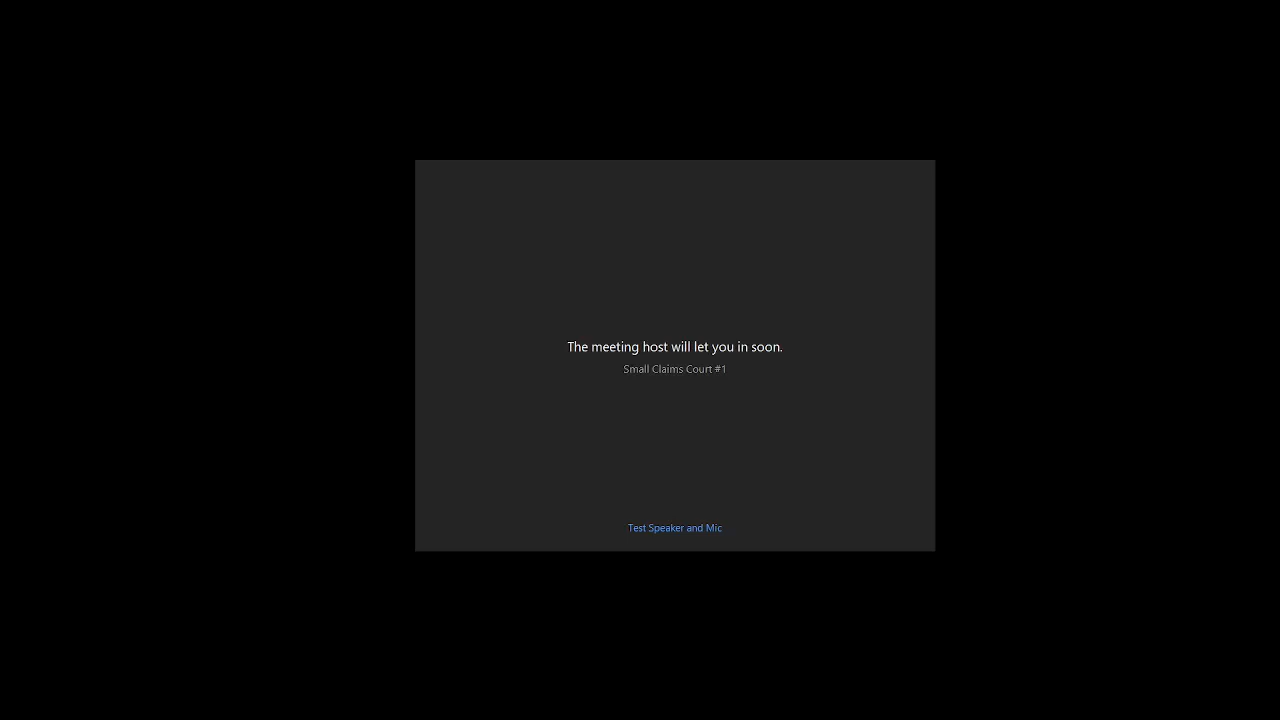 The meeting host will let you in soon.
Small Claims Court #1
Test Speaker and Mic